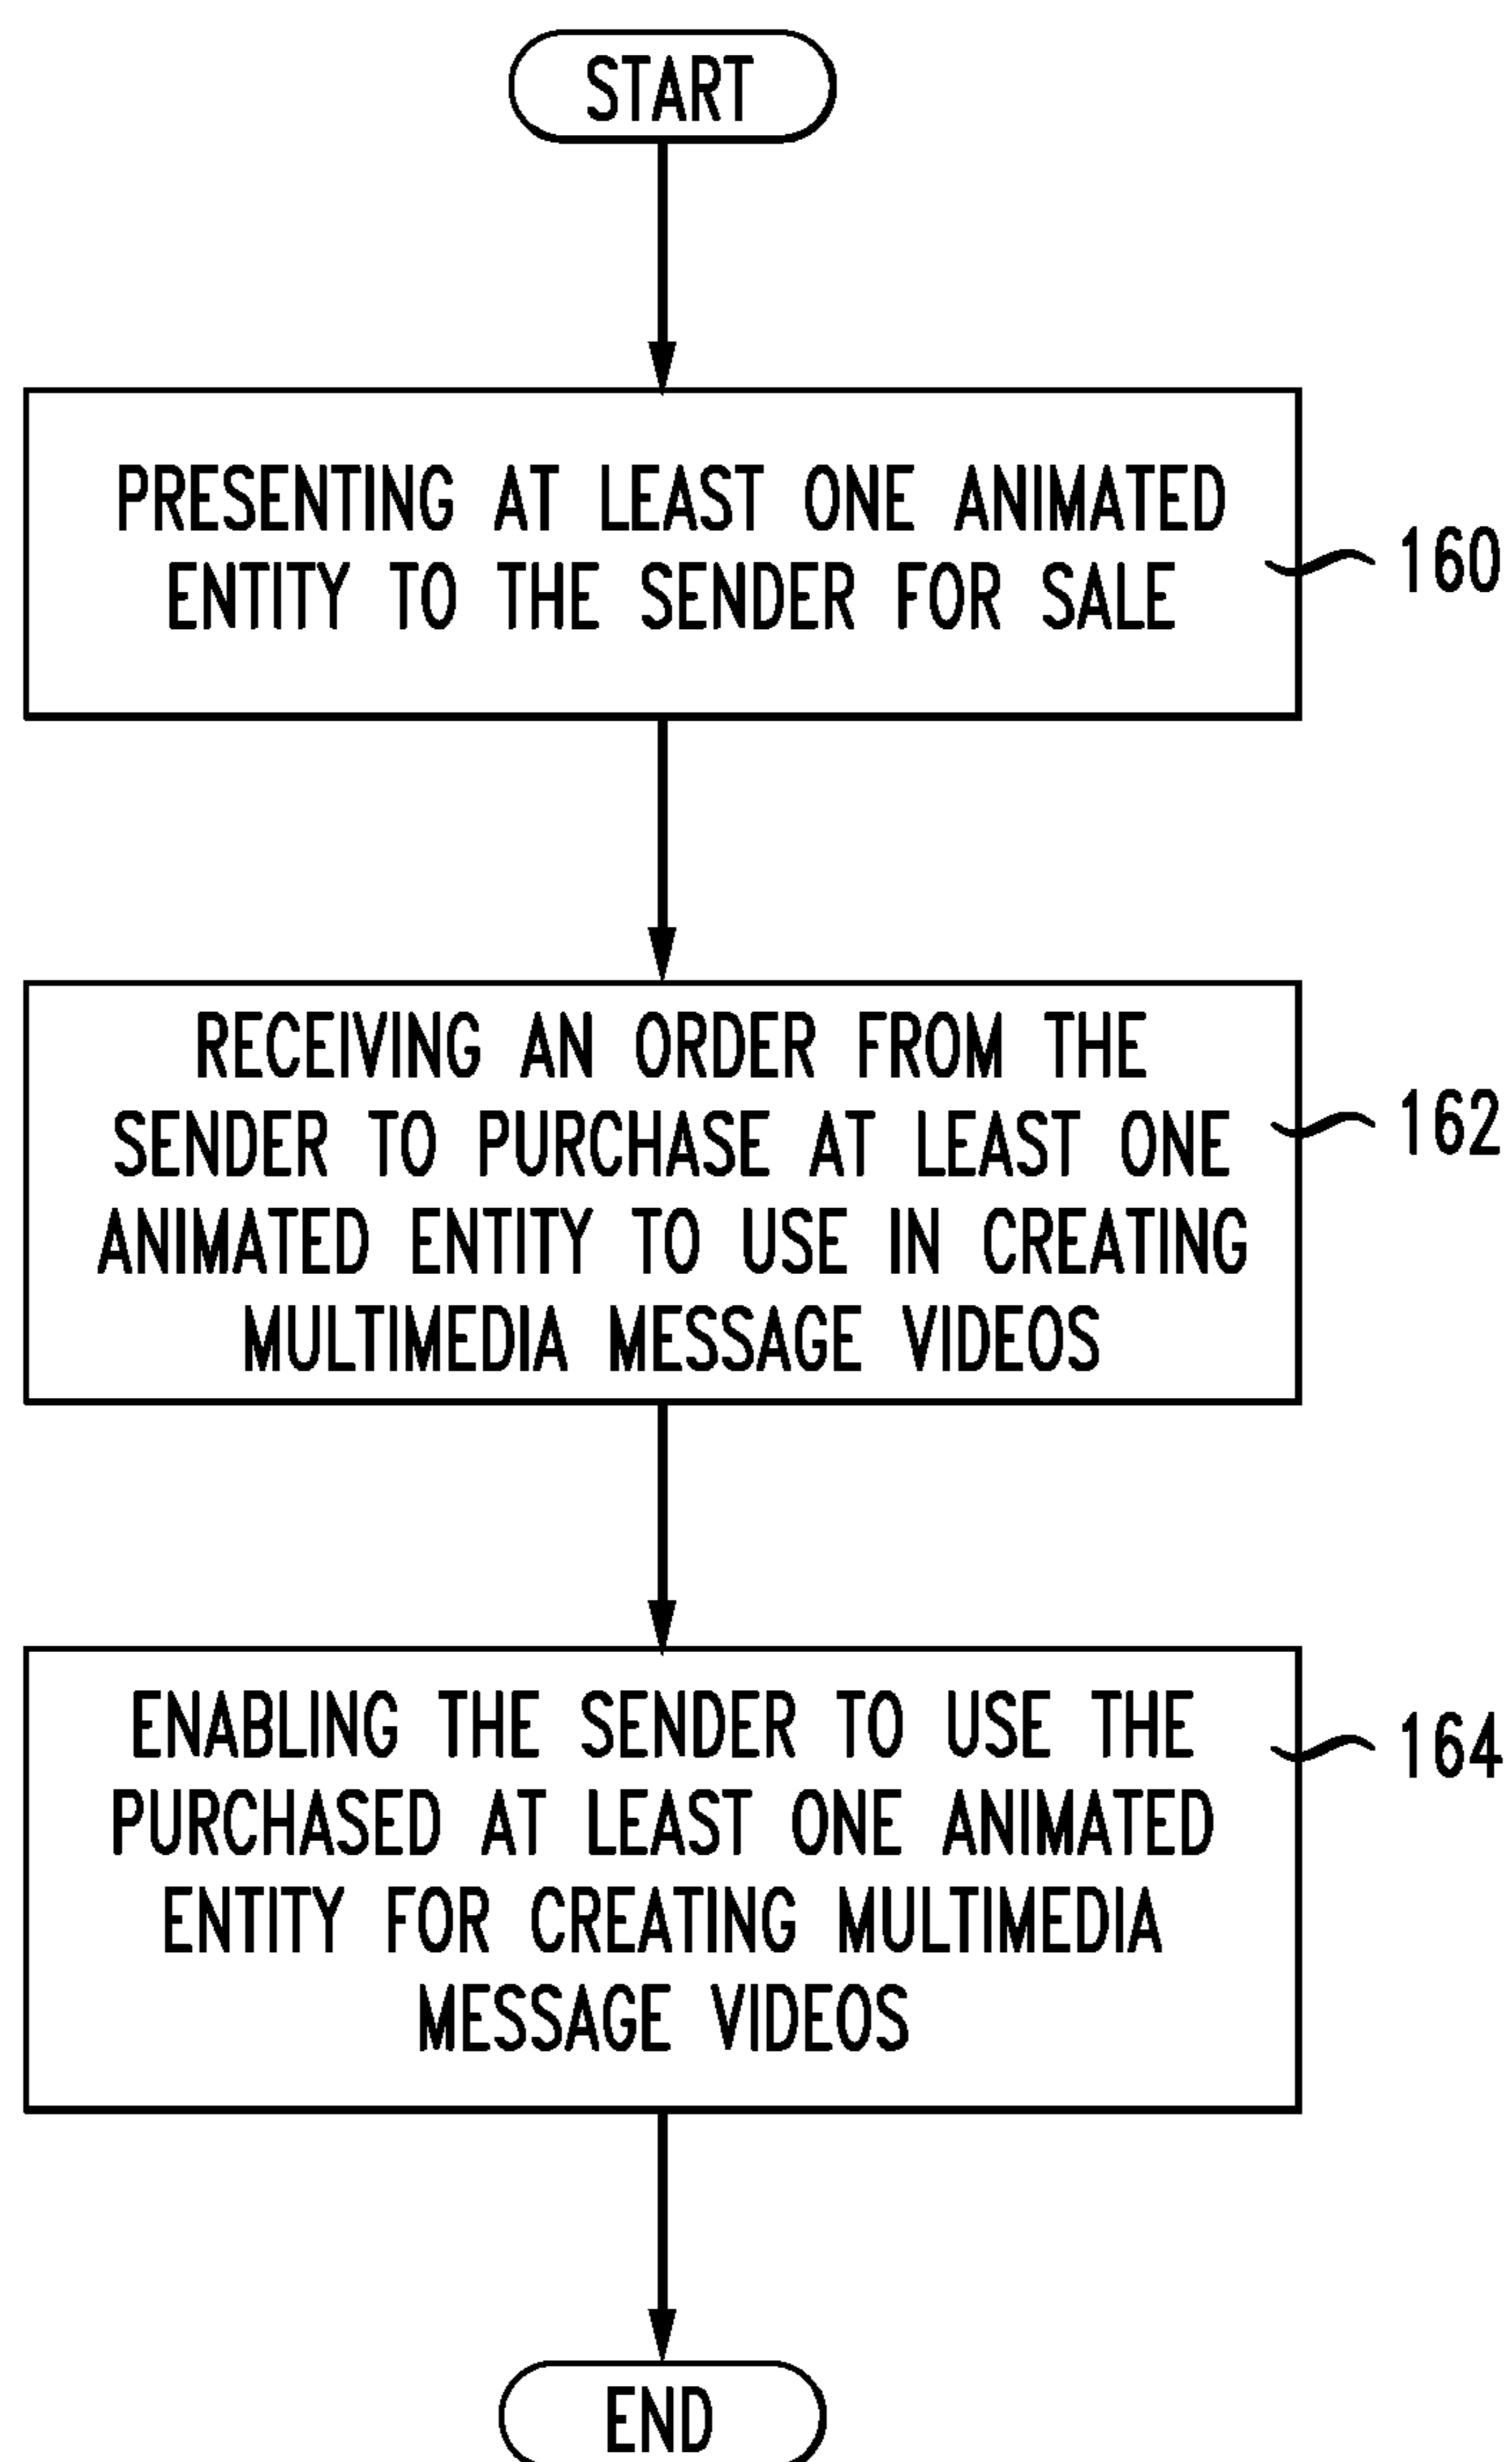 START
PRESENTING AT LEAST ONE ANIMATED
ENTITY TO THE SENDER FOR SALE
160
RECEIVING AN ORDER FROM THE
SENDER TO PURCHASE AT LEAST ONE
ANIMATED ENTITY TO USE IN CREATING
MULTIMEDIA MESSAGE VIDEOS
162
ENABLING THE SENDER TO USE THE
PURCHASED AT LEAST ONE ANIMATED
ENTITY FOR CREATING MULTIMEDIA
MESSAGE VIDEOS
164
END